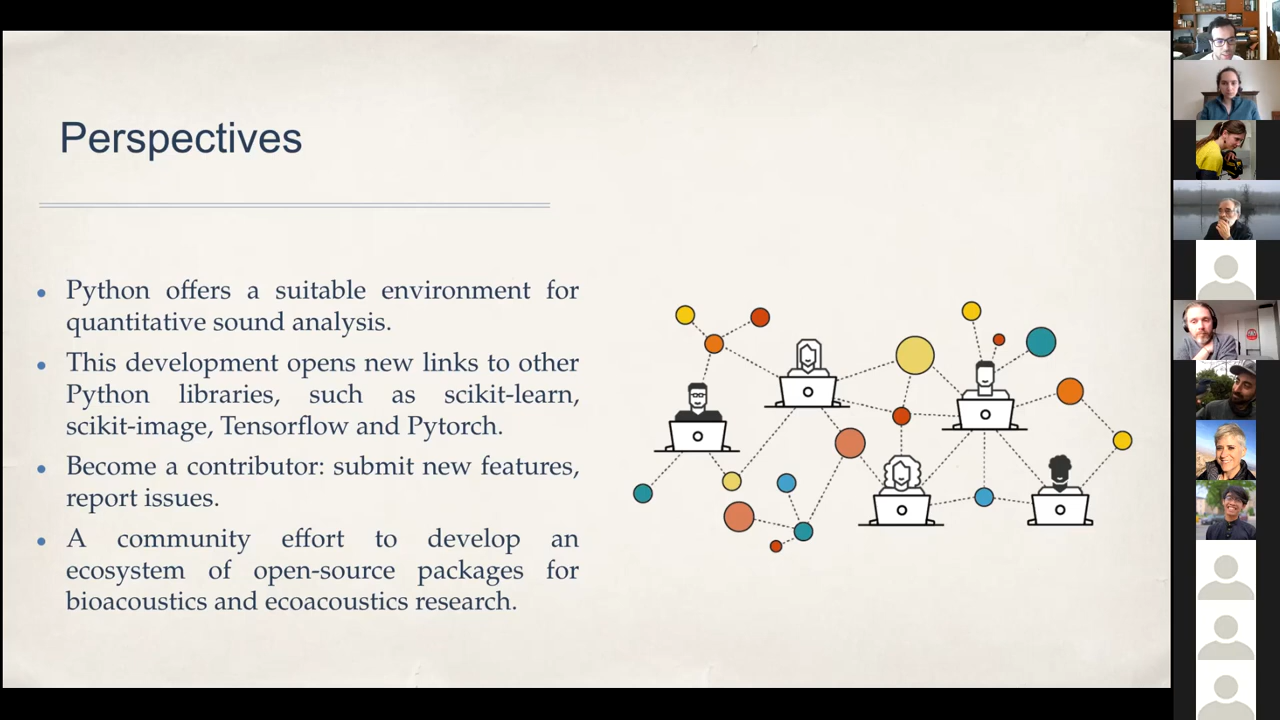 Perspectives
Python offers a suitable environment for
quantitative sound analysis.
This development opens new links to other
Python libraries, such as scikit-learn,
scikit-image, Tensorflow and Pytorch.
Become a contributor: submit new features,
report issues.
A community effort to develop an
ecosystem of open-source packages for
bioacoustics and ecoacoustics research.